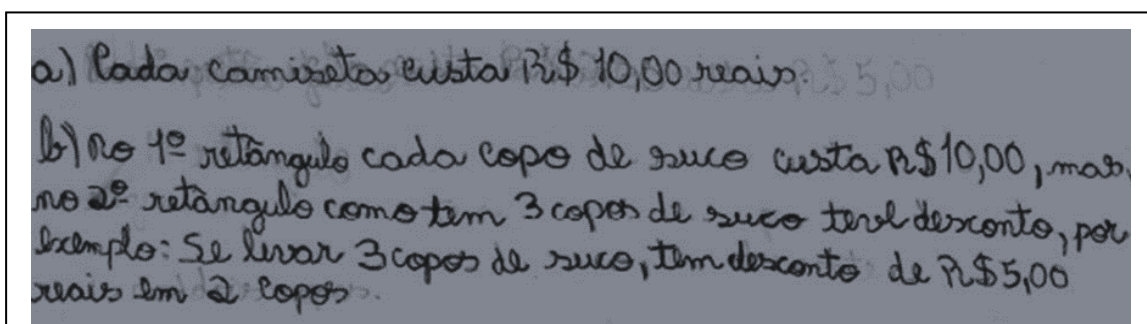 a) Cada camiseta custa R$ 10,00 reais.
b) no 1º retângulo cada copo de suco custa R$10,00, mas
no 2º retângulo como tem 3 copos de suco teve desconto, por
exemplo: Se levar 3 copos de suco, tem desconto de R$5,00
reais em 2 copos.